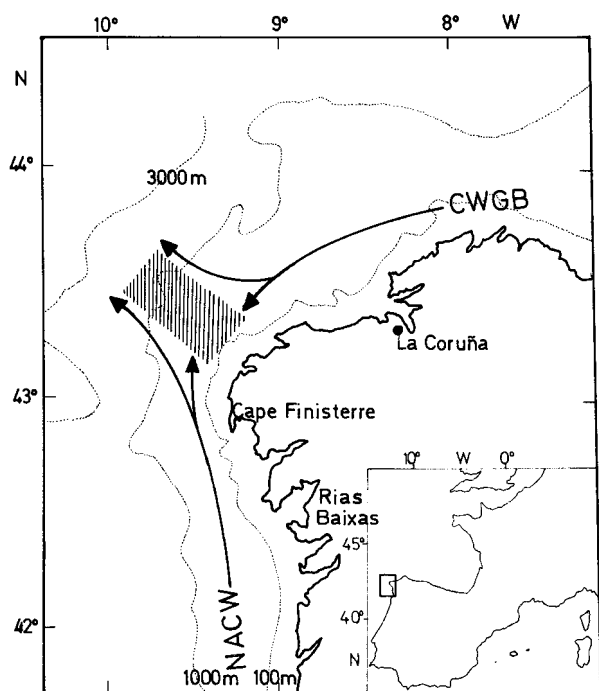 10°
9°
8°
W
N
44°
3000m
CWGB
La Coruña
43°
Cape Finisterre
Rias
Baixas
42°
NACW
1000m 100m
10° W 0°
45°
40°
N